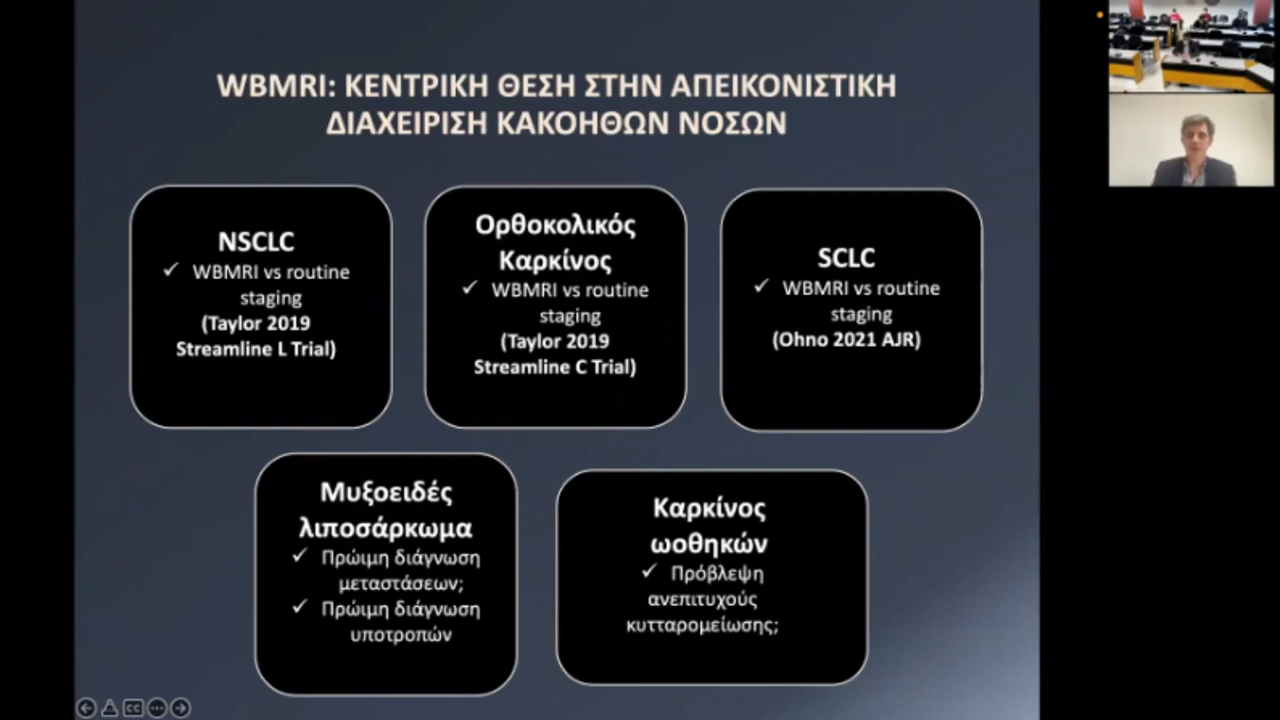 WBMRI: ΚΕΝΤΡΙΚΗ ΘΕΣΗ ΣΤΗΝ ΑΠΕΙΚΟΝΙΣΤΙΚΗ
ΔΙΑΧΕΙΡΙΣΗ ΚΑΚΟΗΘΩΝ ΝΟΣΩΝ
NSCLC
✓ WBMRI vs routine
staging
(Taylor 2019
Streamline L Trial)
Ορθοκολικός
Καρκίνος
✓ WBMRI vs routine
staging
(Taylor 2019
Streamline C Trial)
SCLC
✓ WBMRI vs routine
staging
(Ohno 2021 AJR)
Μυξοειδές
λιποσάρκωμα
✓ Πρώιμη διάγνωση
μεταστάσεων;
✓ Πρώιμη διάγνωση
υποτροπών
Καρκίνος
ωοθηκών
✓ Πρόβλεψη
ανεπιτυχούς
κυτταρομείωσης;
CC